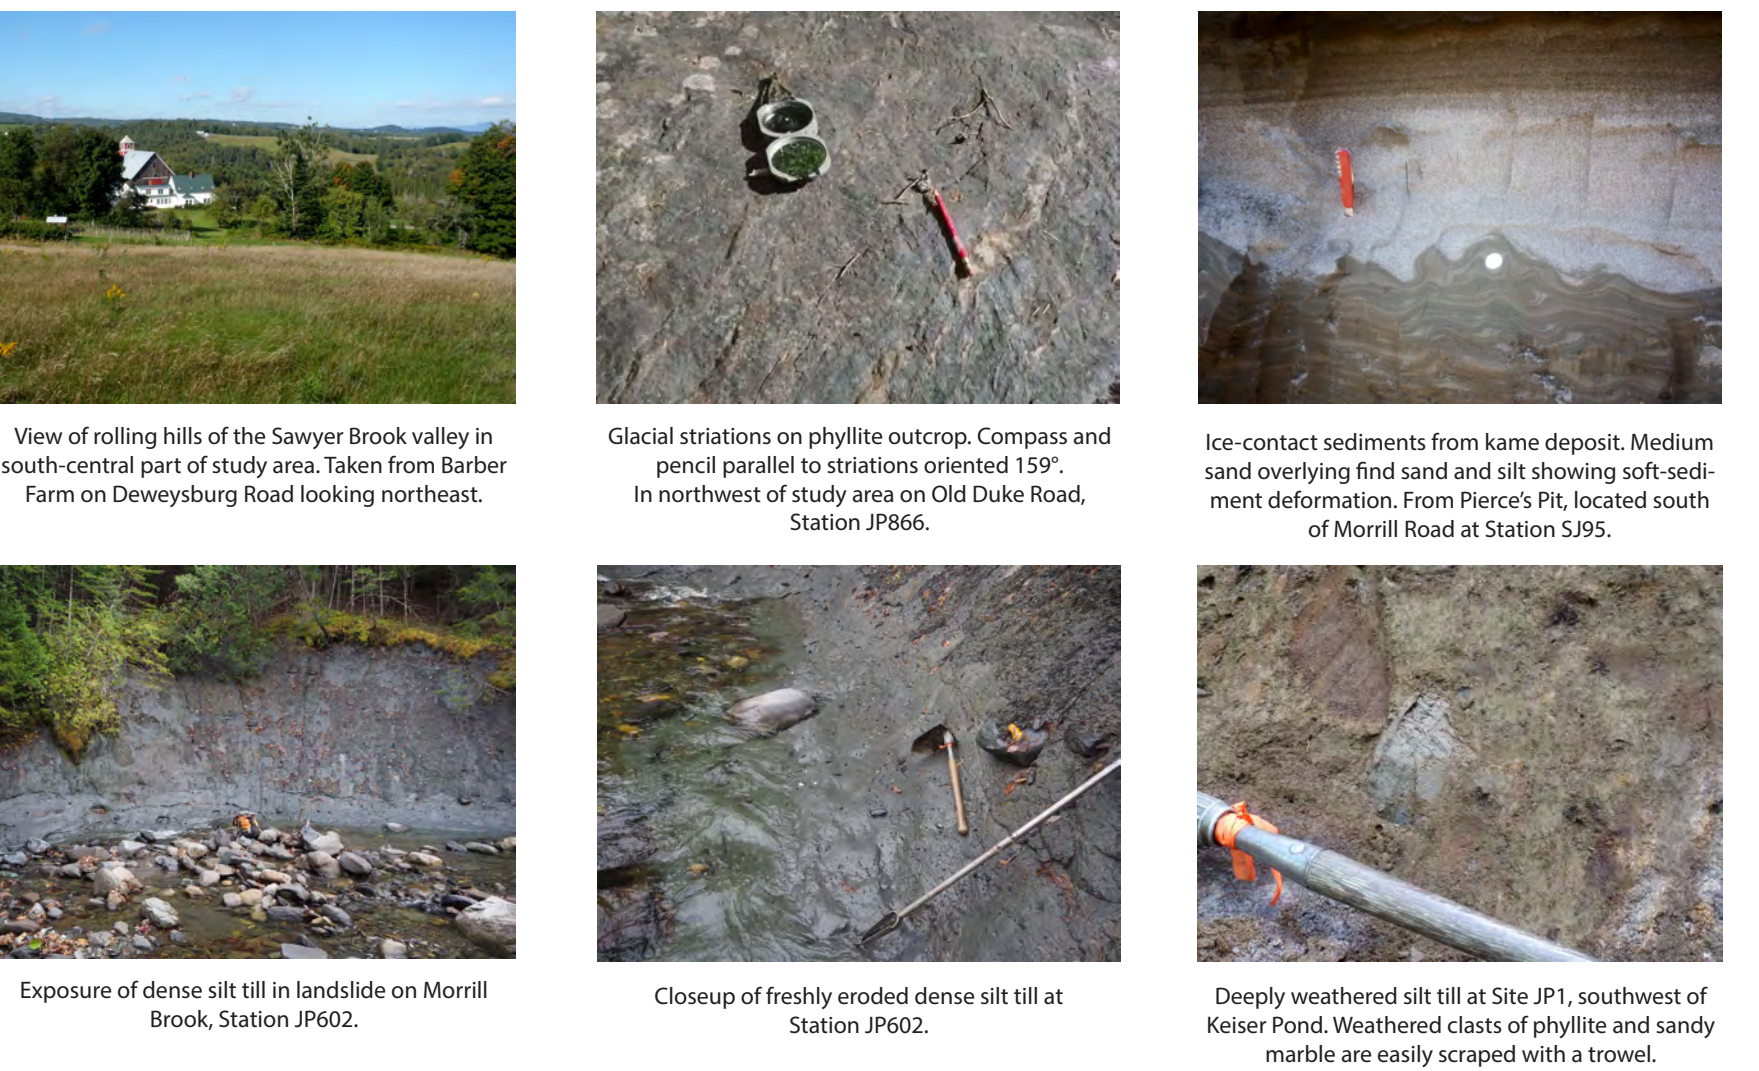 View of rolling hills of the Sawyer Brook valley in
south-central part of study area. Taken from Barber
Farm on Deweysburg Road looking northeast.
Glacial striations on phyllite outcrop. Compass and
pencil parallel to striations oriented 159°.
In northwest of study area on Old Duke Road,
Station JP866.
Ice-contact sediments from kame deposit. Medium
sand overlying find sand and silt showing soft-sedi-
ment deformation. From Pierce’s Pit, located south
of Morrill Road at Station SJ95.
Exposure of dense silt till in landslide on Morrill
Brook, Station JP602.
Closeup of freshly eroded dense silt till at
Station JP602.
Deeply weathered silt till at Site JP1, southwest of
Keiser Pond. Weathered clasts of phyllite and sandy
marble are easily scraped with a trowel.